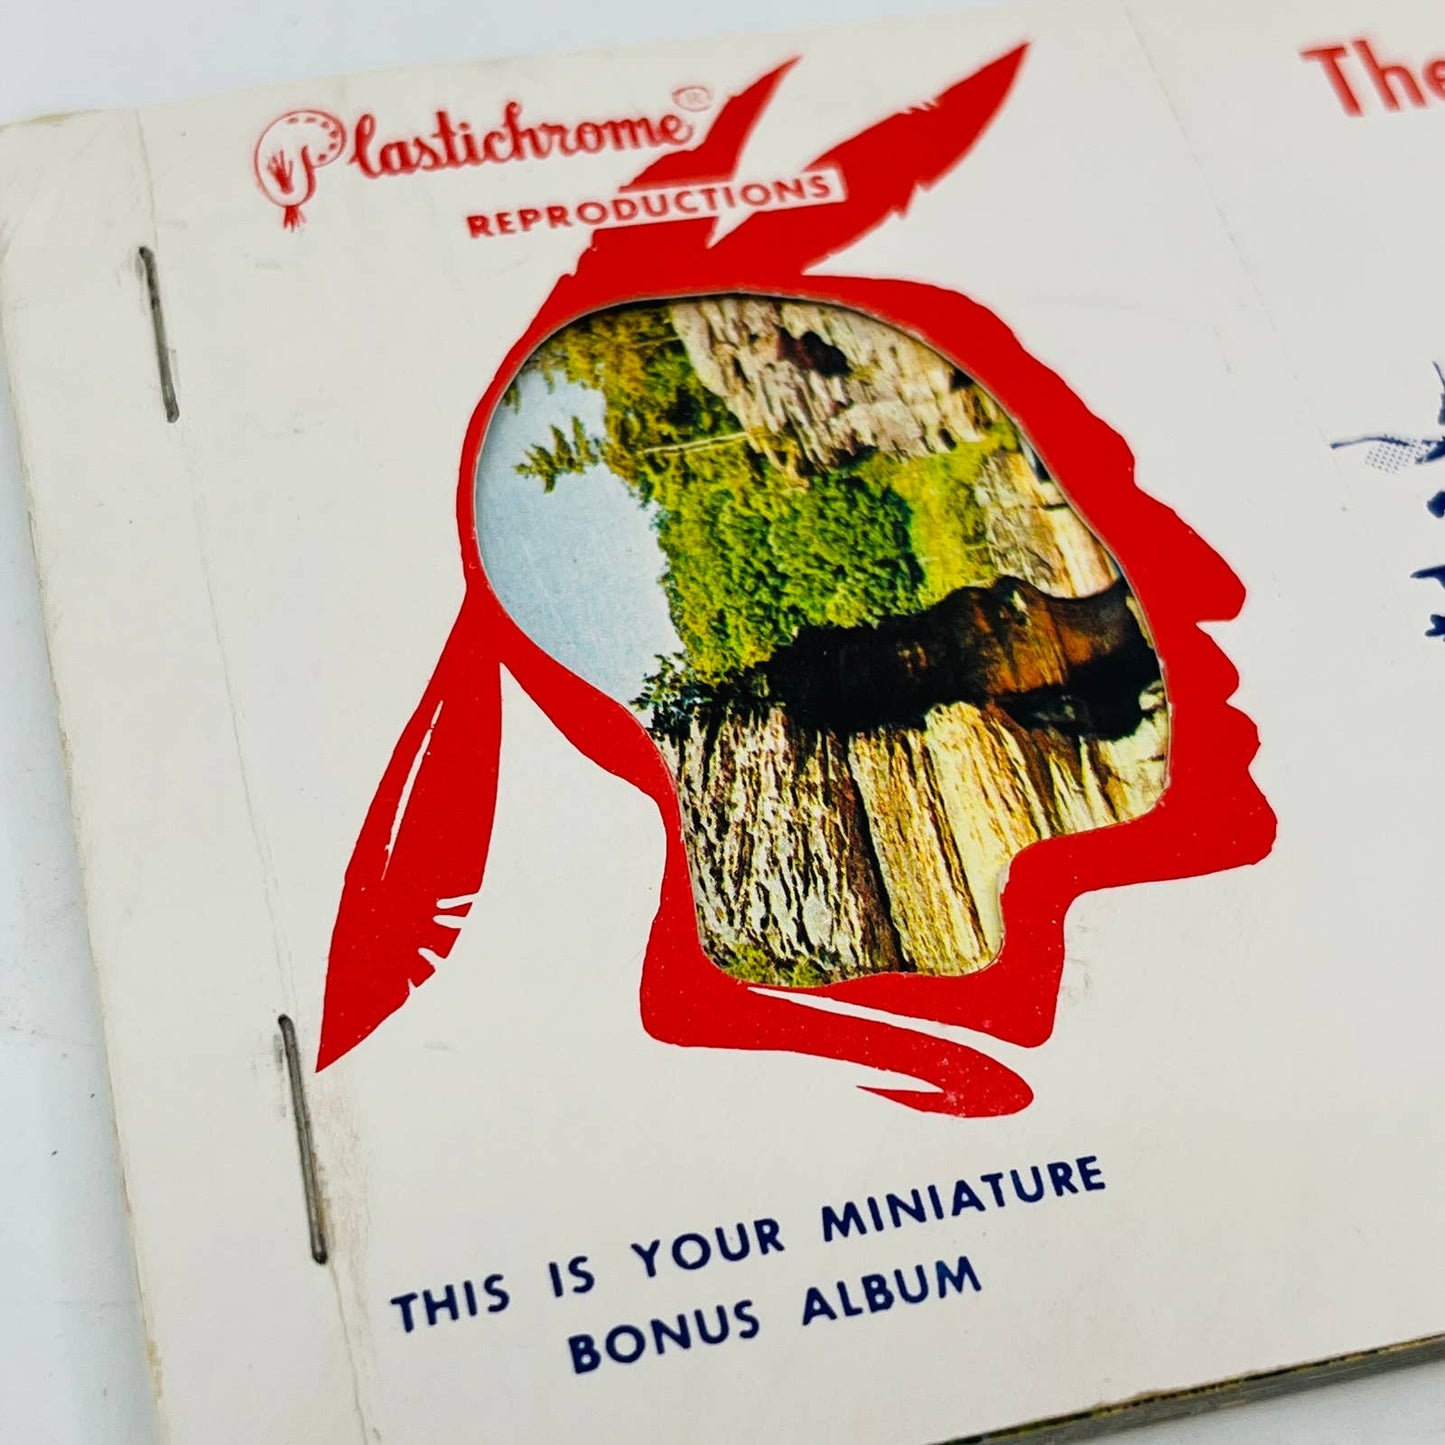 Plastichrome®
REPRODUCTIONS
The
THIS IS YOUR MINIATURE
BONUS ALBUM